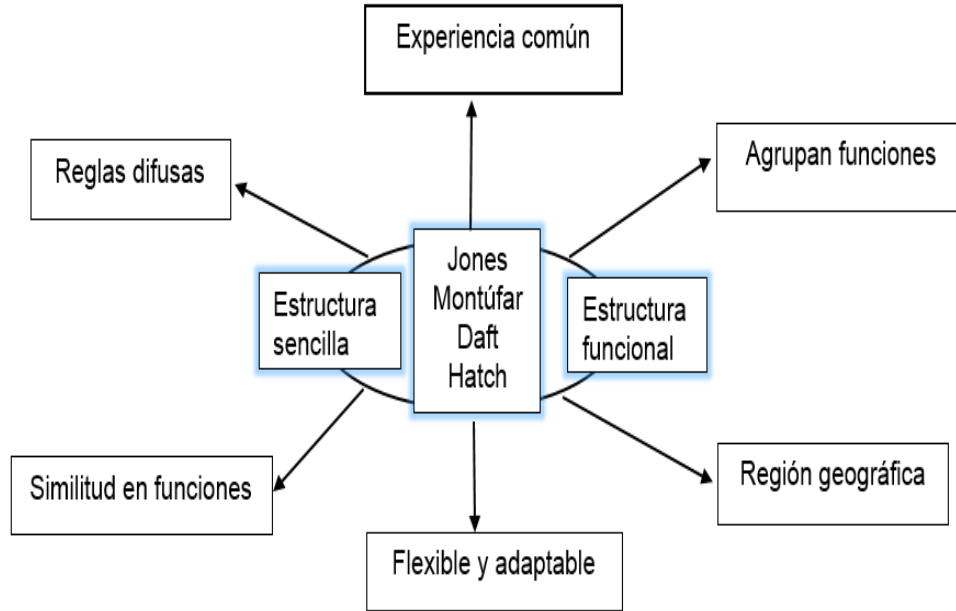 Experiencia común
Reglas difusas
Agrupan funciones
Estructura
sencilla
Jones
Montúfar
Daft
Hatch
Estructura
funcional
Similitud en funciones
Región geográfica
Flexible y adaptable